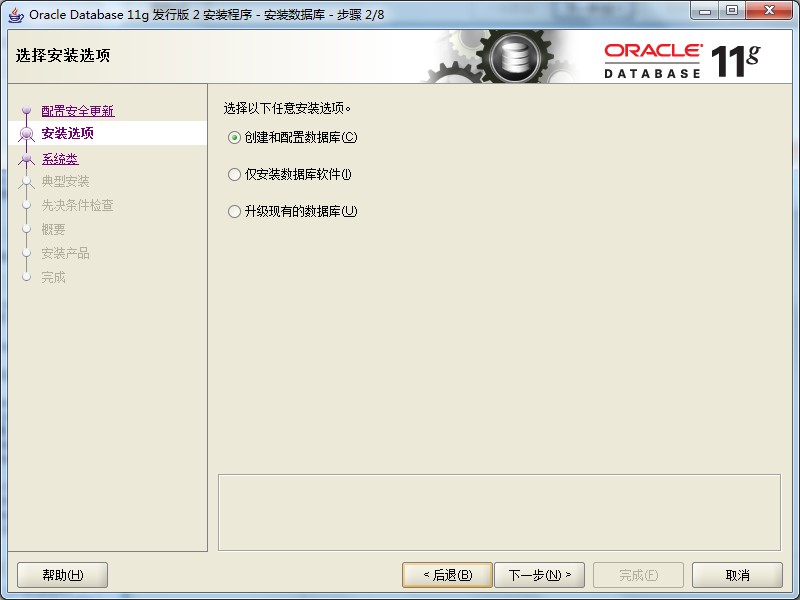 Oracle Database 11g 发行版 2 安装程序 - 安装数据库 - 步骤 2/8
选择安装选项
ORACLE
DATABASE
11g
配置安全更新
安装选项
系统类
典型安装
先决条件检查
概要
安装产品
完成
选择以下任意安装选项。
创建和配置数据库(C)
仅安装数据库软件(I)
升级现有的数据库(U)
帮助(H)
< 后退(B)
下一步(N) >
完成(F)
取消